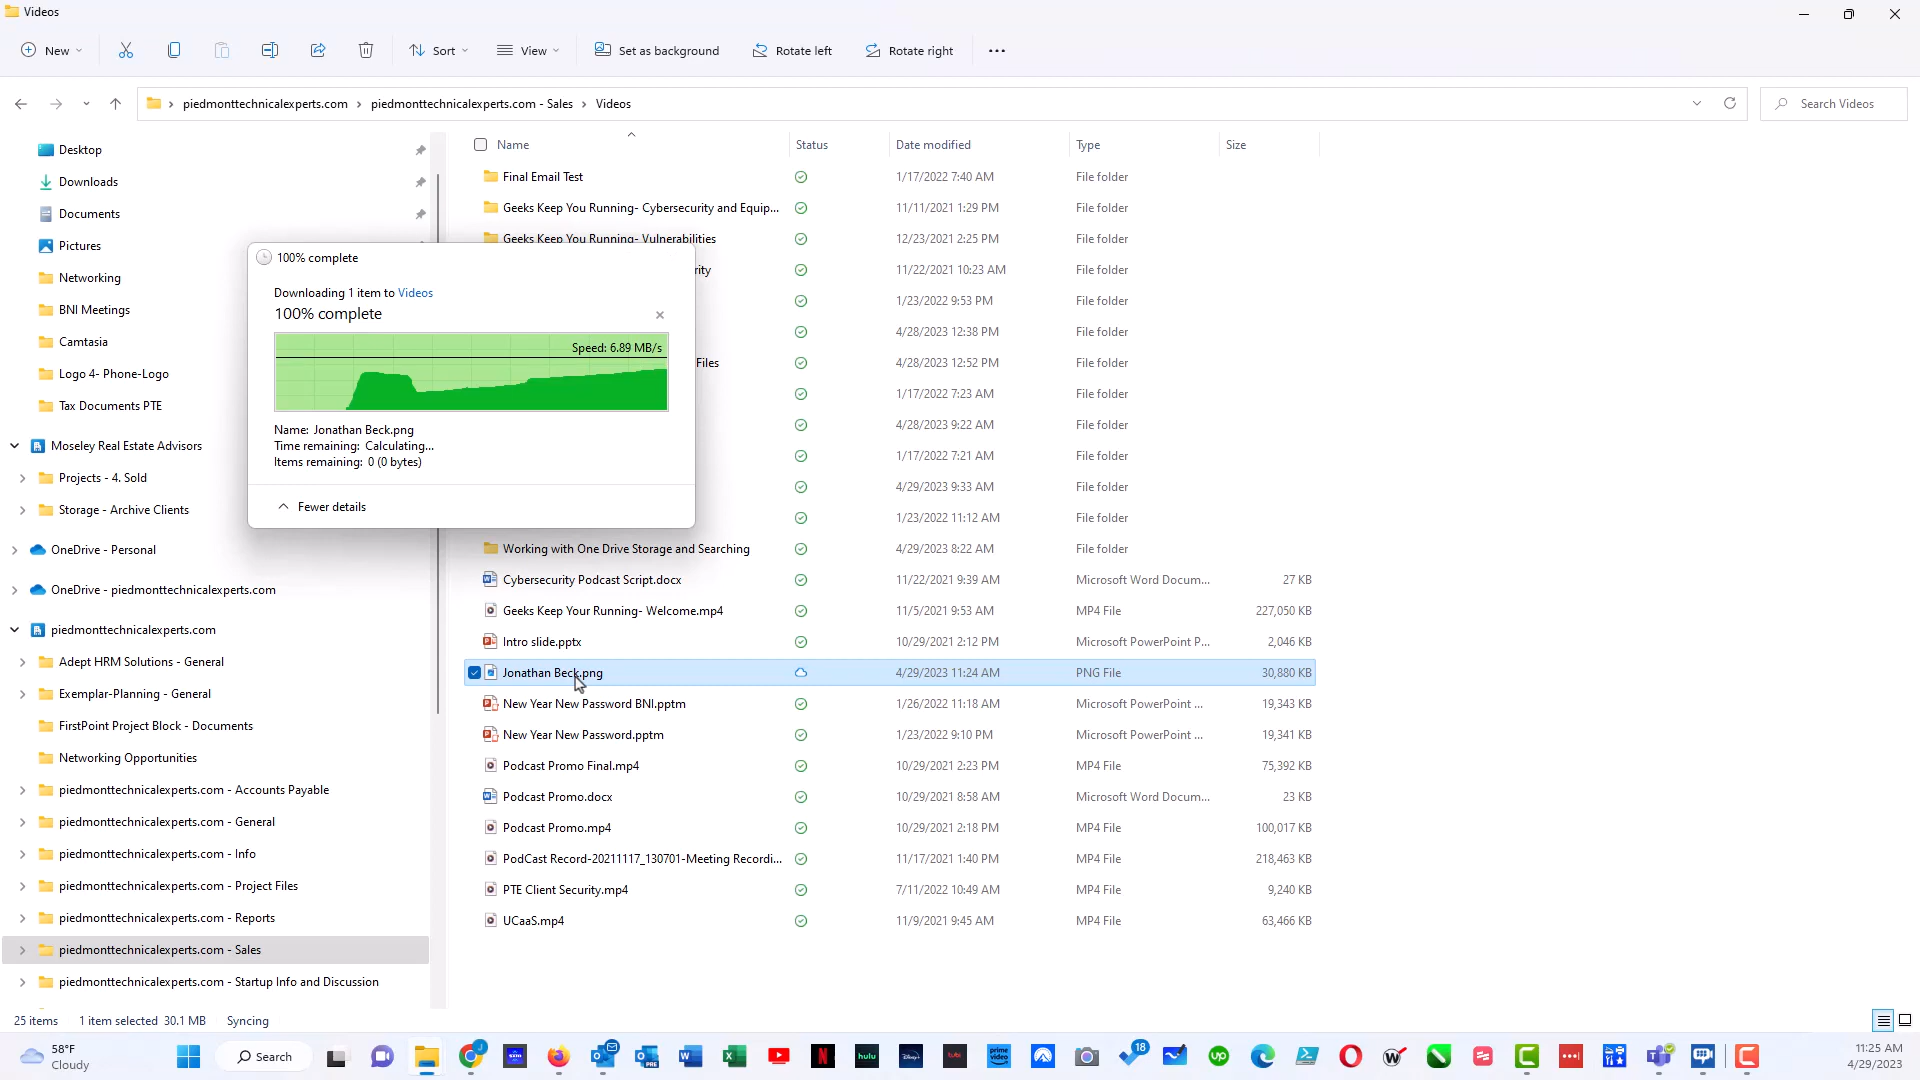 Videos
New
Sort
View
Set as background
Rotate left
Rotate right
piedmonttechnicalexperts.com › piedmonttechnicalexperts.com - Sales › Videos
Search Videos
Desktop
Downloads
Documents
Pictures
Networking
BNI Meetings
Camtasia
Logo 4- Phone-Logo
Tax Documents PTE
Moseley Real Estate Advisors
Projects - 4. Sold
Storage - Archive Clients
OneDrive - Personal
OneDrive - piedmonttechnicalexperts.com
piedmonttechnicalexperts.com
Adept HRM Solutions - General
Exemplar-Planning - General
FirstPoint Project Block - Documents
Networking Opportunities
piedmonttechnicalexperts.com - Accounts Payable
piedmonttechnicalexperts.com - General
piedmonttechnicalexperts.com - Info
piedmonttechnicalexperts.com - Project Files
piedmonttechnicalexperts.com - Reports
piedmonttechnicalexperts.com - Sales
piedmonttechnicalexperts.com - Startup Info and Discussion
100% complete
Downloading 1 item to Videos
100% complete
Speed: 6.89 MB/s
Name: Jonathan Beck.png
Time remaining: Calculating...
Items remaining: 0 (0 bytes)
Fewer details
Name Status Date modified Type Size
Final Email Test 1/17/2022 7:40 AM File folder
Geeks Keep You Running- Cybersecurity and Equip... 11/11/2021 1:29 PM File folder
Geeks Keep You Running- Vulnerabilities 12/23/2021 2:25 PM File folder
rity 11/22/2021 10:23 AM File folder
1/23/2022 9:53 PM File folder
4/28/2023 12:38 PM File folder
Files 4/28/2023 12:52 PM File folder
1/17/2022 7:23 AM File folder
4/28/2023 9:22 AM File folder
1/17/2022 7:21 AM File folder
4/29/2023 9:33 AM File folder
1/23/2022 11:12 AM File folder
Working with One Drive Storage and Searching 4/29/2023 8:22 AM File folder
Cybersecurity Podcast Script.docx 11/22/2021 9:39 AM Microsoft Word Docum... 27 KB
Geeks Keep Your Running- Welcome.mp4 11/5/2021 9:53 AM MP4 File 227,050 KB
Intro slide.pptx 10/29/2021 2:12 PM Microsoft PowerPoint P... 2,046 KB
Jonathan Beck.png 4/29/2023 11:24 AM PNG File 30,880 KB
New Year New Password BNI.pptm 1/26/2022 11:18 AM Microsoft PowerPoint ... 19,343 KB
New Year New Password.pptm 1/23/2022 9:10 PM Microsoft PowerPoint ... 19,341 KB
Podcast Promo Final.mp4 10/29/2021 2:23 PM MP4 File 75,392 KB
Podcast Promo.docx 10/29/2021 8:58 AM Microsoft Word Docum... 23 KB
Podcast Promo.mp4 10/29/2021 2:18 PM MP4 File 100,017 KB
PodCast Record-20211117_130701-Meeting Recordi... 11/17/2021 1:40 PM MP4 File 218,463 KB
PTE Client Security.mp4 7/11/2022 10:49 AM MP4 File 9,240 KB
UCaaS.mp4 11/9/2021 9:45 AM MP4 File 63,466 KB
25 items 1 item selected 30.1 MB Syncing
58°F
Cloudy
Search
hulu
prime video
18
up
11:25 AM
4/29/2023